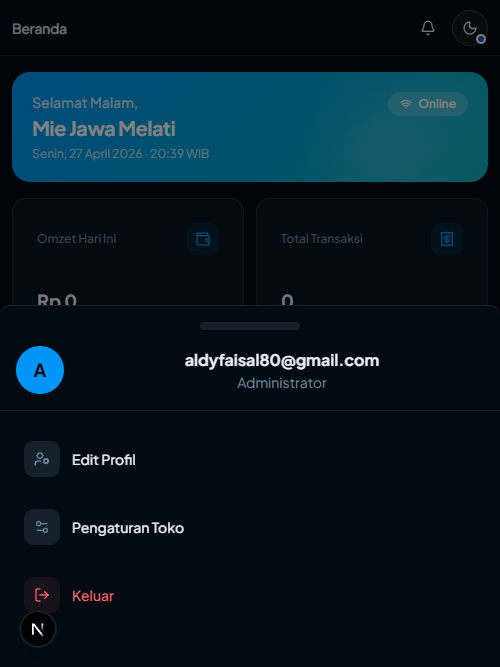 Beranda
Selamat Malam,
Online
Mie Jawa Melati
Senin, 27 April 2026 · 20:39 WIB
Omzet Hari Ini
Total Transaksi
Rp 0
0
A
aldyfaisal80@gmail.com
Administrator
Edit Profil
Pengaturan Toko
Keluar
N